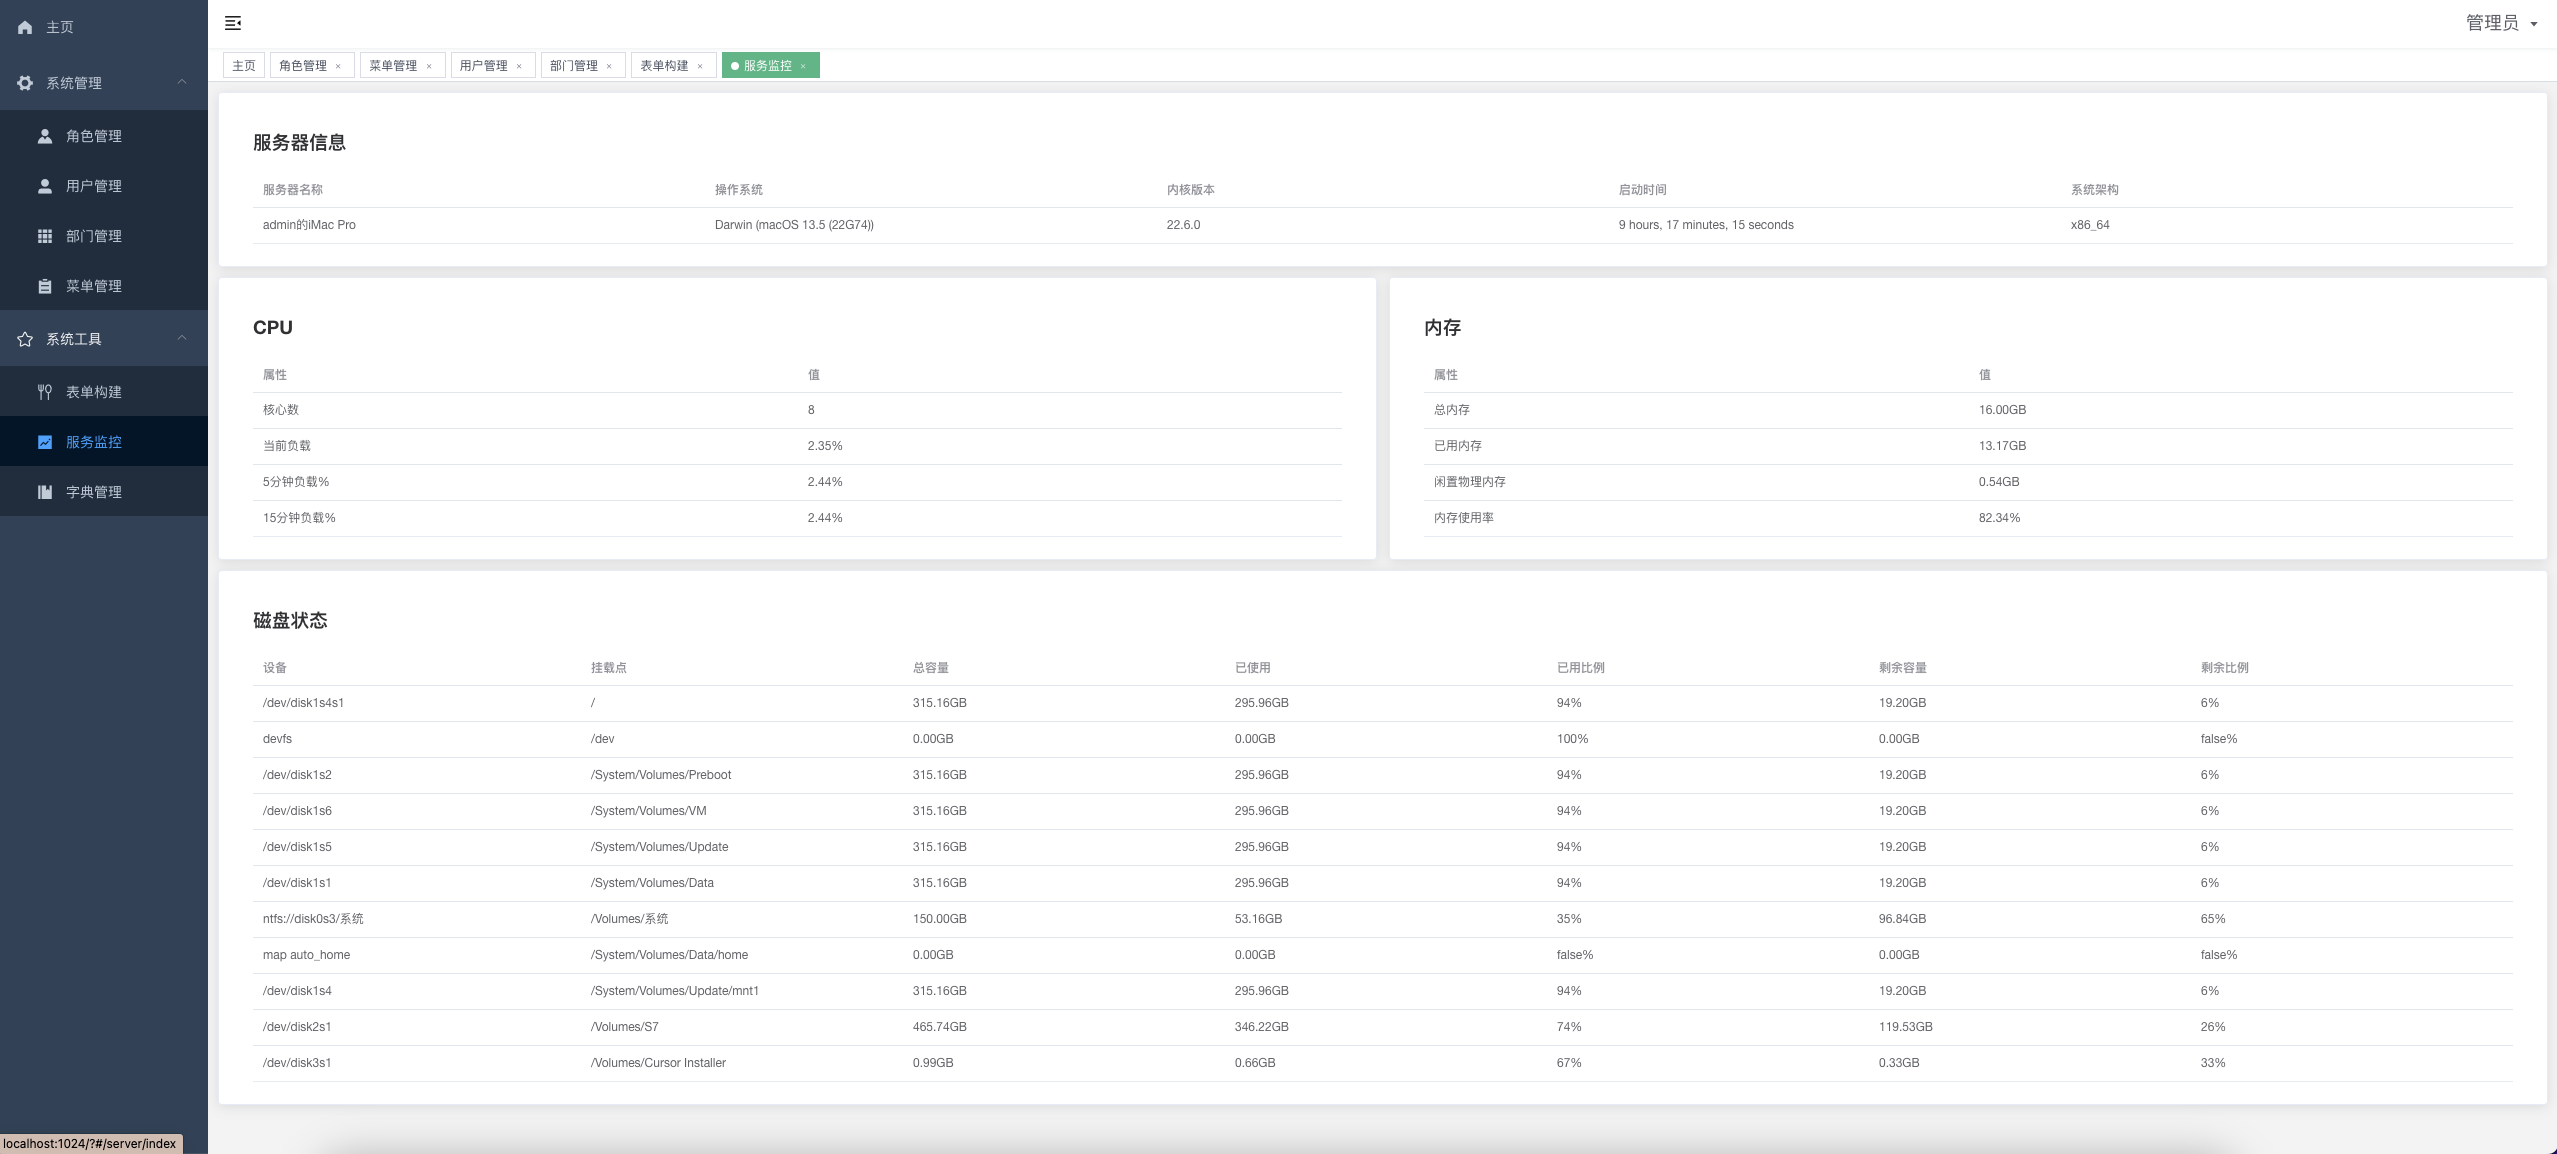 主页
系统管理
角色管理
用户管理
部门管理
菜单管理
系统工具
表单构建
服务监控
字典管理
管理员
主页 角色管理 × 菜单管理 × 用户管理 × 部门管理 × 表单构建 × 服务监控 ×
服务器信息
服务器名称 操作系统 内核版本 启动时间 系统架构
admin的iMac Pro Darwin (macOS 13.5 (22G74)) 22.6.0 9 hours, 17 minutes, 15 seconds x86_64
CPU
属性 值
核心数 8
当前负载 2.35%
5分钟负载% 2.44%
15分钟负载% 2.44%
内存
属性 值
总内存 16.00GB
已用内存 13.17GB
闲置物理内存 0.54GB
内存使用率 82.34%
磁盘状态
设备 挂载点 总容量 已使用 已用比例 剩余容量 剩余比例
/dev/disk1s4s1 / 315.16GB 295.96GB 94% 19.20GB 6%
devfs /dev 0.00GB 0.00GB 100% 0.00GB false%
/dev/disk1s2 /System/Volumes/Preboot 315.16GB 295.96GB 94% 19.20GB 6%
/dev/disk1s6 /System/Volumes/VM 315.16GB 295.96GB 94% 19.20GB 6%
/dev/disk1s5 /System/Volumes/Update 315.16GB 295.96GB 94% 19.20GB 6%
/dev/disk1s1 /System/Volumes/Data 315.16GB 295.96GB 94% 19.20GB 6%
ntfs://disk0s3/系统 /Volumes/系统 150.00GB 53.16GB 35% 96.84GB 65%
map auto_home /System/Volumes/Data/home 0.00GB 0.00GB false% 0.00GB false%
/dev/disk1s4 /System/Volumes/Update/mnt1 315.16GB 295.96GB 94% 19.20GB 6%
/dev/disk2s1 /Volumes/S7 465.74GB 346.22GB 74% 119.53GB 26%
/dev/disk3s1 /Volumes/Cursor Installer 0.99GB 0.66GB 67% 0.33GB 33%
localhost:1024/?#/server/index